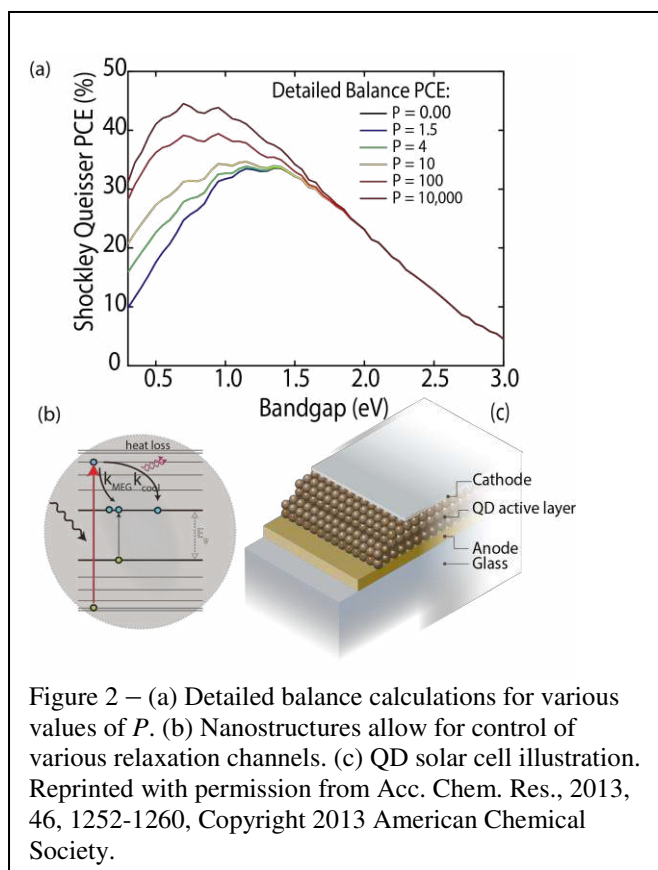 (a)
50
40
30
20
10
0
Shockley Queisser PCE (%)
Detailed Balance PCE:
P = 0.00
P = 1.5
P = 4
P = 10
P = 100
P = 10,000
0.5 1.0 1.5 2.0 2.5 3.0
Bandgap (eV)
(b)
heat loss
kMEG kcool
Eg
(c)
Cathode
QD active layer
Anode
Glass
Figure 2 – (a) Detailed balance calculations for various
values of P. (b) Nanostructures allow for control of
various relaxation channels. (c) QD solar cell illustration.
Reprinted with permission from Acc. Chem. Res., 2013,
46, 1252-1260, Copyright 2013 American Chemical
Society.